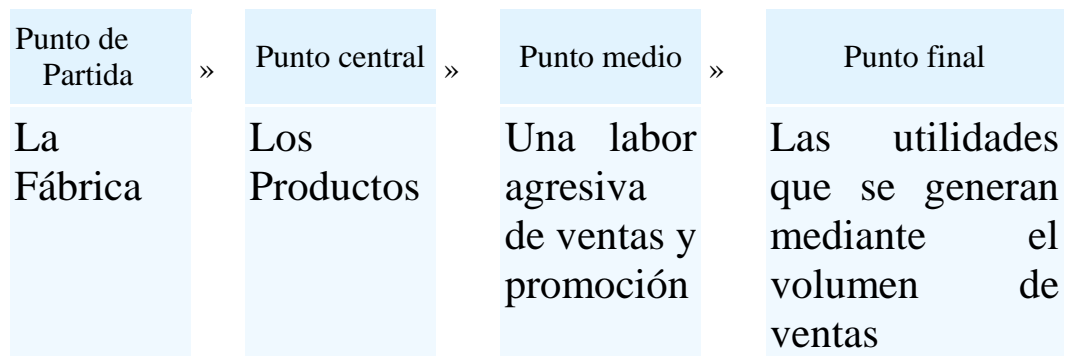 Punto de
Partida
»
Punto central
»
Punto medio
»
Punto final
La
Fábrica
Los
Productos
Una labor
agresiva
de ventas y
promoción
Las utilidades
que se generan
mediante el
volumen de
ventas